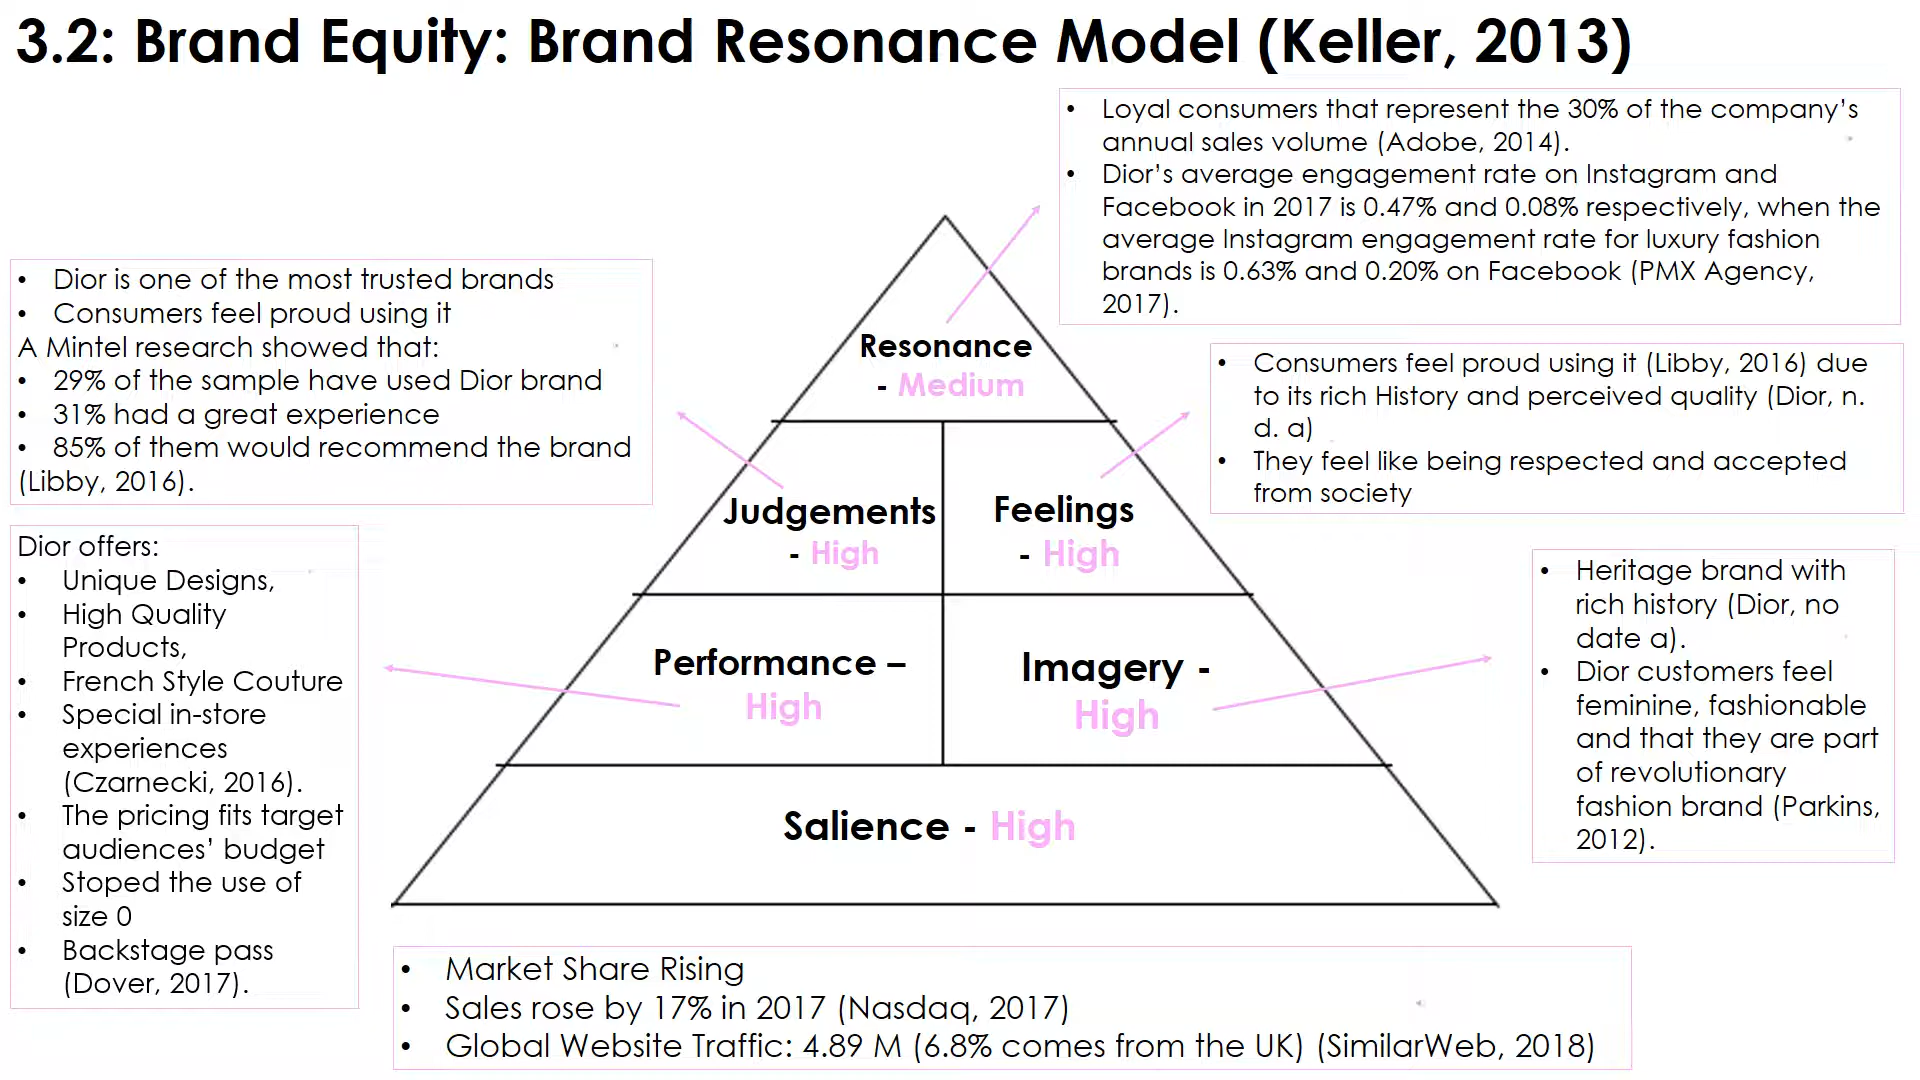 3.2: Brand Equity: Brand Resonance Model (Keller, 2013)
• Loyal consumers that represent the 30% of the company’s
annual sales volume (Adobe, 2014).
• Dior’s average engagement rate on Instagram and
Facebook in 2017 is 0.47% and 0.08% respectively, when the
average Instagram engagement rate for luxury fashion
brands is 0.63% and 0.20% on Facebook (PMX Agency,
2017).
• Dior is one of the most trusted brands
• Consumers feel proud using it
A Mintel research showed that:
• 29% of the sample have used Dior brand
• 31% had a great experience
• 85% of them would recommend the brand
(Libby, 2016).
Resonance
- Medium
• Consumers feel proud using it (Libby, 2016) due
to its rich History and perceived quality (Dior, n.
d. a)
• They feel like being respected and accepted
from society
Judgements
- High
Feelings
- High
Dior offers:
• Unique Designs,
• High Quality
Products,
• French Style Couture
• Special in-store
experiences
(Czarnecki, 2016).
• The pricing fits target
audiences’ budget
• Stoped the use of
size 0
• Backstage pass
(Dover, 2017).
Performance –
High
Imagery -
High
• Heritage brand with
rich history (Dior, no
date a).
• Dior customers feel
feminine, fashionable
and that they are part
of revolutionary
fashion brand (Parkins,
2012).
Salience - High
• Market Share Rising
• Sales rose by 17% in 2017 (Nasdaq, 2017)
• Global Website Traffic: 4.89 M (6.8% comes from the UK) (SimilarWeb, 2018)